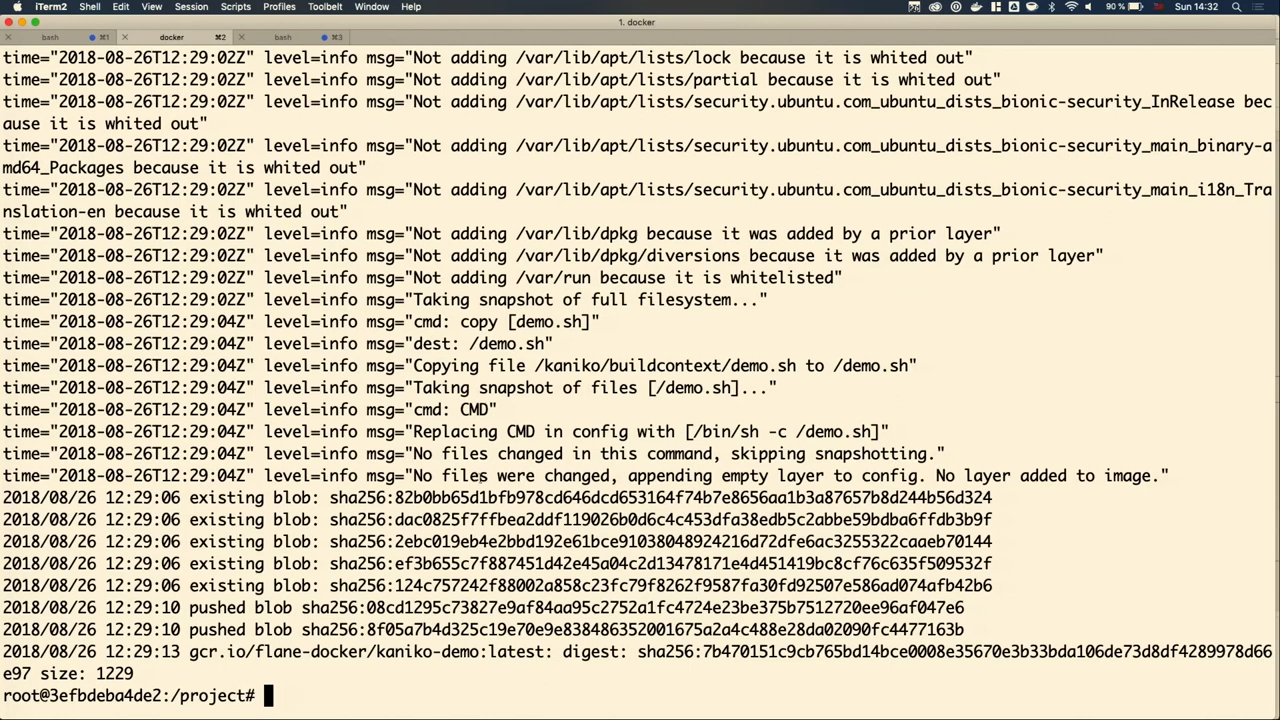 iTerm2 Shell Edit View Session Scripts Profiles Toolbelt Window Help 90 % Sun 14:32
1. docker
bash ⌘1 docker ⌘2 bash ⌘3
time="2018-08-26T12:29:02Z" level=info msg="Not adding /var/lib/apt/lists/lock because it is whited out"
time="2018-08-26T12:29:02Z" level=info msg="Not adding /var/lib/apt/lists/partial because it is whited out"
time="2018-08-26T12:29:02Z" level=info msg="Not adding /var/lib/apt/lists/security.ubuntu.com_ubuntu_dists_bionic-security_InRelease bec
ause it is whited out"
time="2018-08-26T12:29:02Z" level=info msg="Not adding /var/lib/apt/lists/security.ubuntu.com_ubuntu_dists_bionic-security_main_binary-a
md64_Packages because it is whited out"
time="2018-08-26T12:29:02Z" level=info msg="Not adding /var/lib/apt/lists/security.ubuntu.com_ubuntu_dists_bionic-security_main_i18n_Tra
nslation-en because it is whited out"
time="2018-08-26T12:29:02Z" level=info msg="Not adding /var/lib/dpkg because it was added by a prior layer"
time="2018-08-26T12:29:02Z" level=info msg="Not adding /var/lib/dpkg/diversions because it was added by a prior layer"
time="2018-08-26T12:29:02Z" level=info msg="Not adding /var/run because it is whitelisted"
time="2018-08-26T12:29:02Z" level=info msg="Taking snapshot of full filesystem..."
time="2018-08-26T12:29:04Z" level=info msg="cmd: copy [demo.sh]"
time="2018-08-26T12:29:04Z" level=info msg="dest: /demo.sh"
time="2018-08-26T12:29:04Z" level=info msg="Copying file /kaniko/buildcontext/demo.sh to /demo.sh"
time="2018-08-26T12:29:04Z" level=info msg="Taking snapshot of files [/demo.sh]..."
time="2018-08-26T12:29:04Z" level=info msg="cmd: CMD"
time="2018-08-26T12:29:04Z" level=info msg="Replacing CMD in config with [/bin/sh -c /demo.sh]"
time="2018-08-26T12:29:04Z" level=info msg="No files changed in this command, skipping snapshotting."
time="2018-08-26T12:29:04Z" level=info msg="No files were changed, appending empty layer to config. No layer added to image."
2018/08/26 12:29:06 existing blob: sha256:82b0bb65d1bfb978cd646dcd653164f74b7e8656aa1b3a87657b8d244b56d324
2018/08/26 12:29:06 existing blob: sha256:dac0825f7ffbea2ddf119026b0d6c4c453dfa38edb5c2abbe59bdba6ffdb3b9f
2018/08/26 12:29:06 existing blob: sha256:2ebc019eb4e2bbd192e61bce91038048924216d72dfe6ac3255322caaeb70144
2018/08/26 12:29:06 existing blob: sha256:ef3b655c7f887451d42e45a04c2d13478171e4d451419bc8cf76c635f509532f
2018/08/26 12:29:06 existing blob: sha256:124c757242f88002a858c23fc79f8262f9587fa30fd92507e586ad074afb42b6
2018/08/26 12:29:10 pushed blob sha256:08cd1295c73827e9af84aa95c2752a1fc4724e23be375b7512720ee96af047e6
2018/08/26 12:29:10 pushed blob sha256:8f05a7b4d325c19e70e9e838486352001675a2a4c488e28da02090fc4477163b
2018/08/26 12:29:13 gcr.io/flane-docker/kaniko-demo:latest: digest: sha256:7b470151c9cb765bd14bce0008e35670e3b33bda106de73d8df4289978d66
e97 size: 1229
root@3efbdeba4de2:/project#